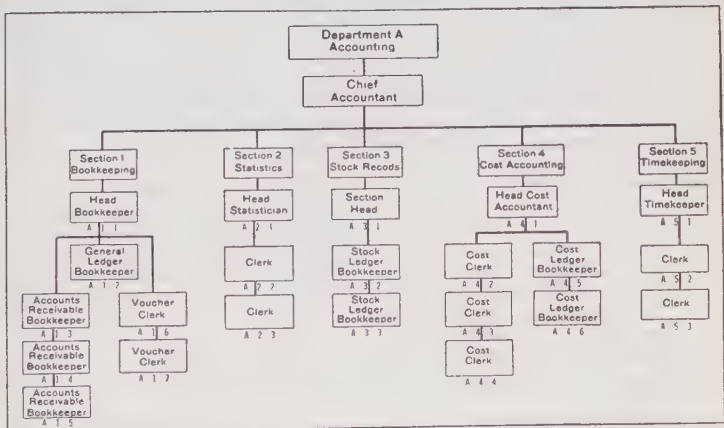 Department A
Accounting
Chief
Accountant
Section 1
Bookkeeping
Section 2
Statistics
Section 3
Stock Recods
Section 4
Cost Accounting
Section 5
Timekeeping
Head
Bookkeeper
A 1 1
Head
Statistician
A 2 1
Section
Head
A 3 1
Head Cost
Accountant
A 4 1
Head
Timekeeper
A 5 1
General
Ledger
Bookkeeper
A 1 2
Accounts
Receivable
Bookkeeper
A 1 3
Accounts
Receivable
Bookkeeper
A 1 4
Accounts
Receivable
Bookkeeper
A 1 5
Voucher
Clerk
A 1 6
Voucher
Clerk
A 1 7
Clerk
A 2 2
Clerk
A 2 3
Stock
Ledger
Bookkeeper
A 3 2
Stock
Ledger
Bookkeeper
A 3 3
Cost
Clerk
A 4 2
Cost
Clerk
A 4 3
Cost
Clerk
A 4 4
Cost
Ledger
Bookkeeper
A 4 5
Cost
Ledger
Bookkeeper
A 4 6
Clerk
A 5 2
Clerk
A 5 3